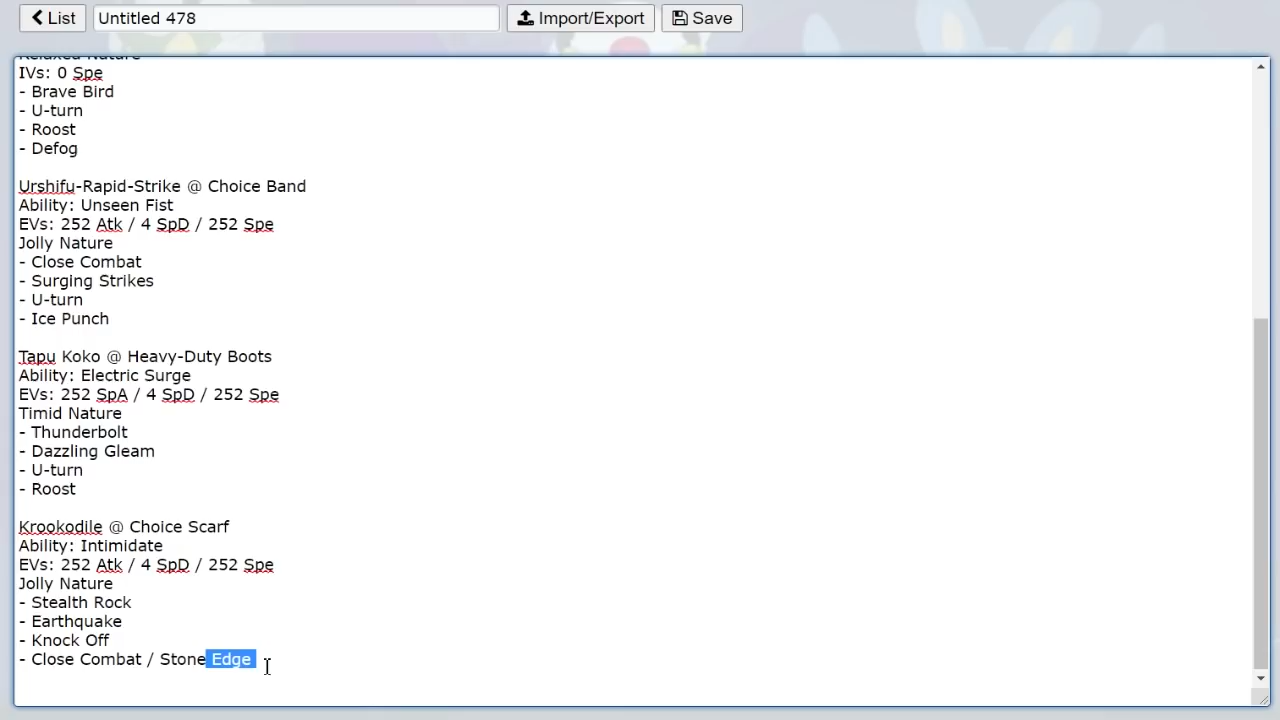 List
Untitled 478
Import/Export
Save
Relaxed Nature
IVs: 0 Spe
- Brave Bird
- U-turn
- Roost
- Defog
Urshifu-Rapid-Strike @ Choice Band
Ability: Unseen Fist
EVs: 252 Atk / 4 SpD / 252 Spe
Jolly Nature
- Close Combat
- Surging Strikes
- U-turn
- Ice Punch
Tapu Koko @ Heavy-Duty Boots
Ability: Electric Surge
EVs: 252 SpA / 4 SpD / 252 Spe
Timid Nature
- Thunderbolt
- Dazzling Gleam
- U-turn
- Roost
Krookodile @ Choice Scarf
Ability: Intimidate
EVs: 252 Atk / 4 SpD / 252 Spe
Jolly Nature
- Stealth Rock
- Earthquake
- Knock Off
- Close Combat / Stone Edge